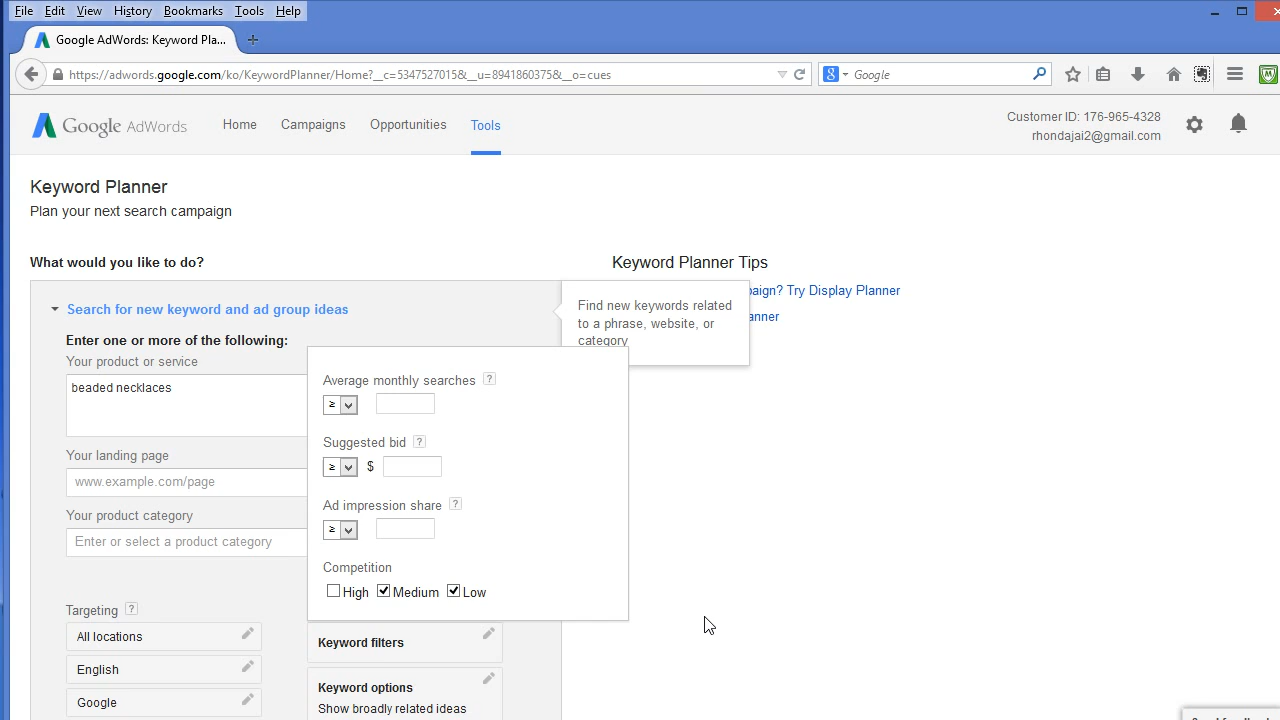 File Edit View History Bookmarks Tools Help
Google AdWords: Keyword Pla...
https://adwords.google.com/ko/KeywordPlanner/Home?__c=5347527015&__u=8941860375&__o=cues
Google
Google AdWords Home Campaigns Opportunities Tools
Customer ID: 176-965-4328
rhondajai2@gmail.com
Keyword Planner
Plan your next search campaign
What would you like to do?
Keyword Planner Tips
Search for new keyword and ad group ideas
Find new keywords related
to a phrase, website, or
category
paign? Try Display Planner
anner
Enter one or more of the following:
Your product or service
beaded necklaces
Your landing page
www.example.com/page
Your product category
Enter or select a product category
Average monthly searches ?
≥
Suggested bid ?
≥ $
Ad impression share ?
≥
Competition
High Medium Low
Targeting ?
All locations
English
Google
Keyword filters
Keyword options
Show broadly related ideas